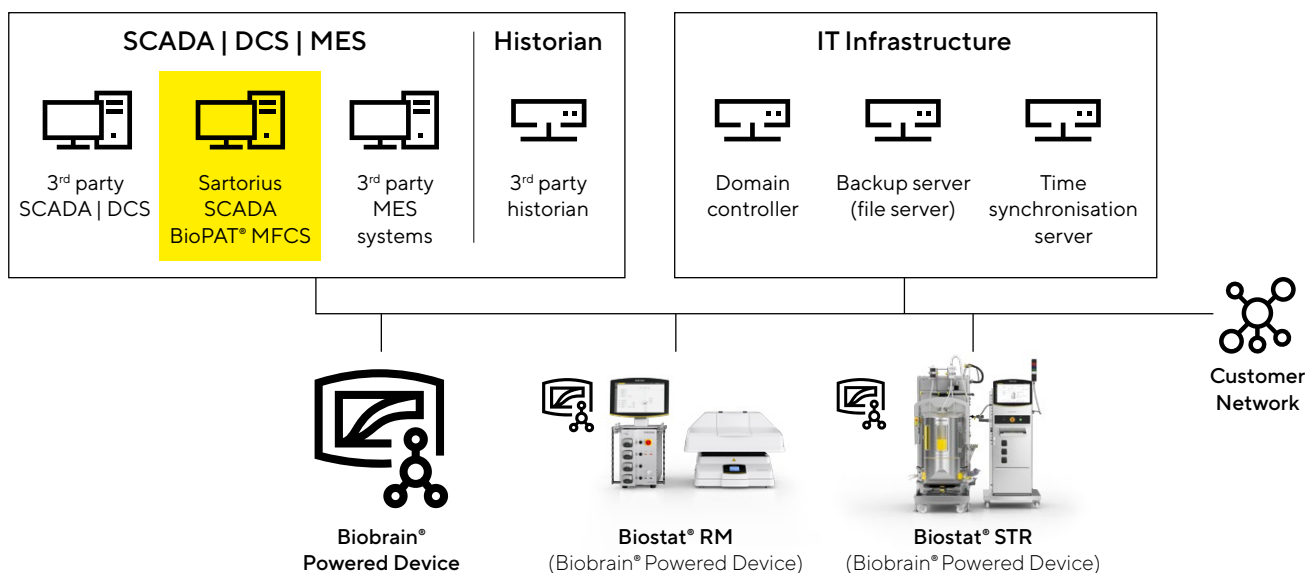 SCADA | DCS | MES
Historian
IT Infrastructure
3rd party
SCADA | DCS
Sartorius
SCADA
BioPAT® MFCS
3rd party
MES
systems
3rd party
historian
Domain
controller
Backup server
(file server)
Time
synchronisation
server
Customer
Network
Biobrain®
Powered Device
Biostat® RM
(Biobrain® Powered Device)
Biostat® STR
(Biobrain® Powered Device)